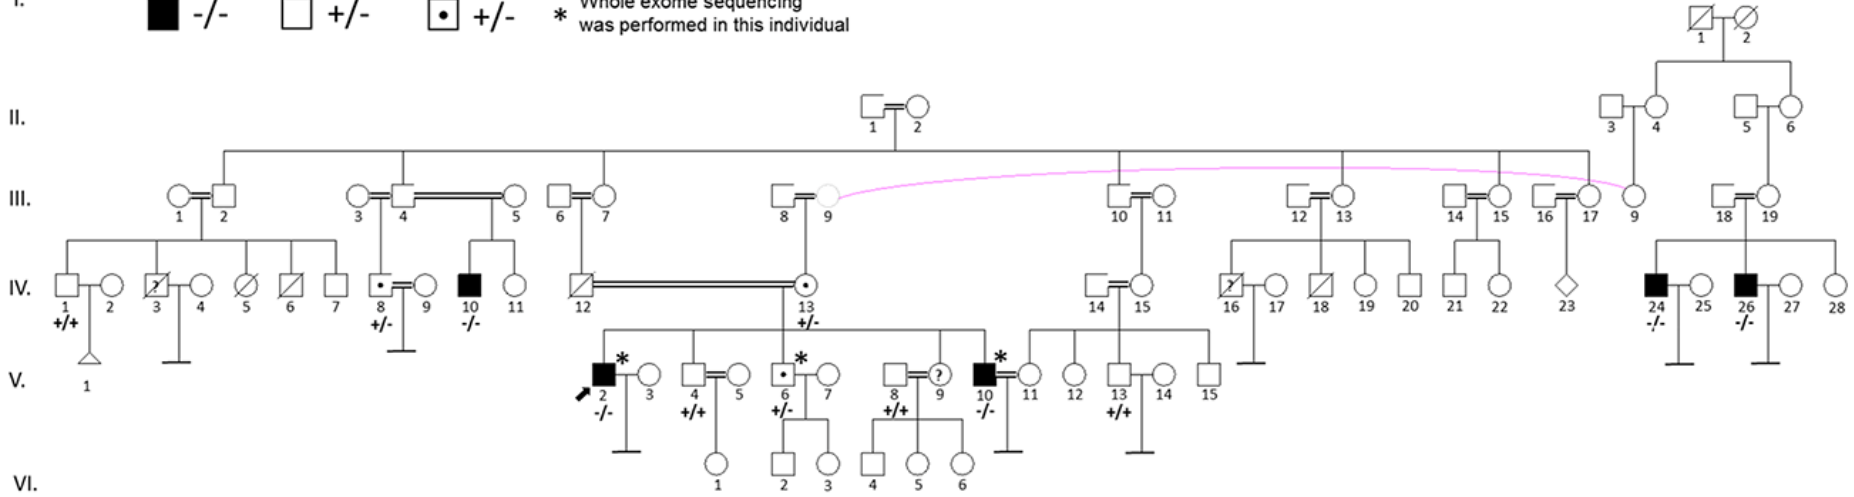 I.
-/-
+/-
+/-
* Whole exome sequencing
was performed in this individual
1 2
II.
1 2 3 4 5 6
III.
1 2 3 4 5 6 7 8 9 10 11 12 13 14 15 16 17 9 18 19
IV.
1 2 ? 3 4 5 6 7 8 9 10 11 12 13 14 15 ? 16 17 18 19 20 21 22 23 24 25 26 27 28
+/+ +/- -/- +/- -/- -/-
1
V.
* * *
2 3 4 5 6 7 8 ? 9 10 11 12 13 14 15
-/- +/+ +/- +/+ -/- +/+
VI.
1 2 3 4 5 6